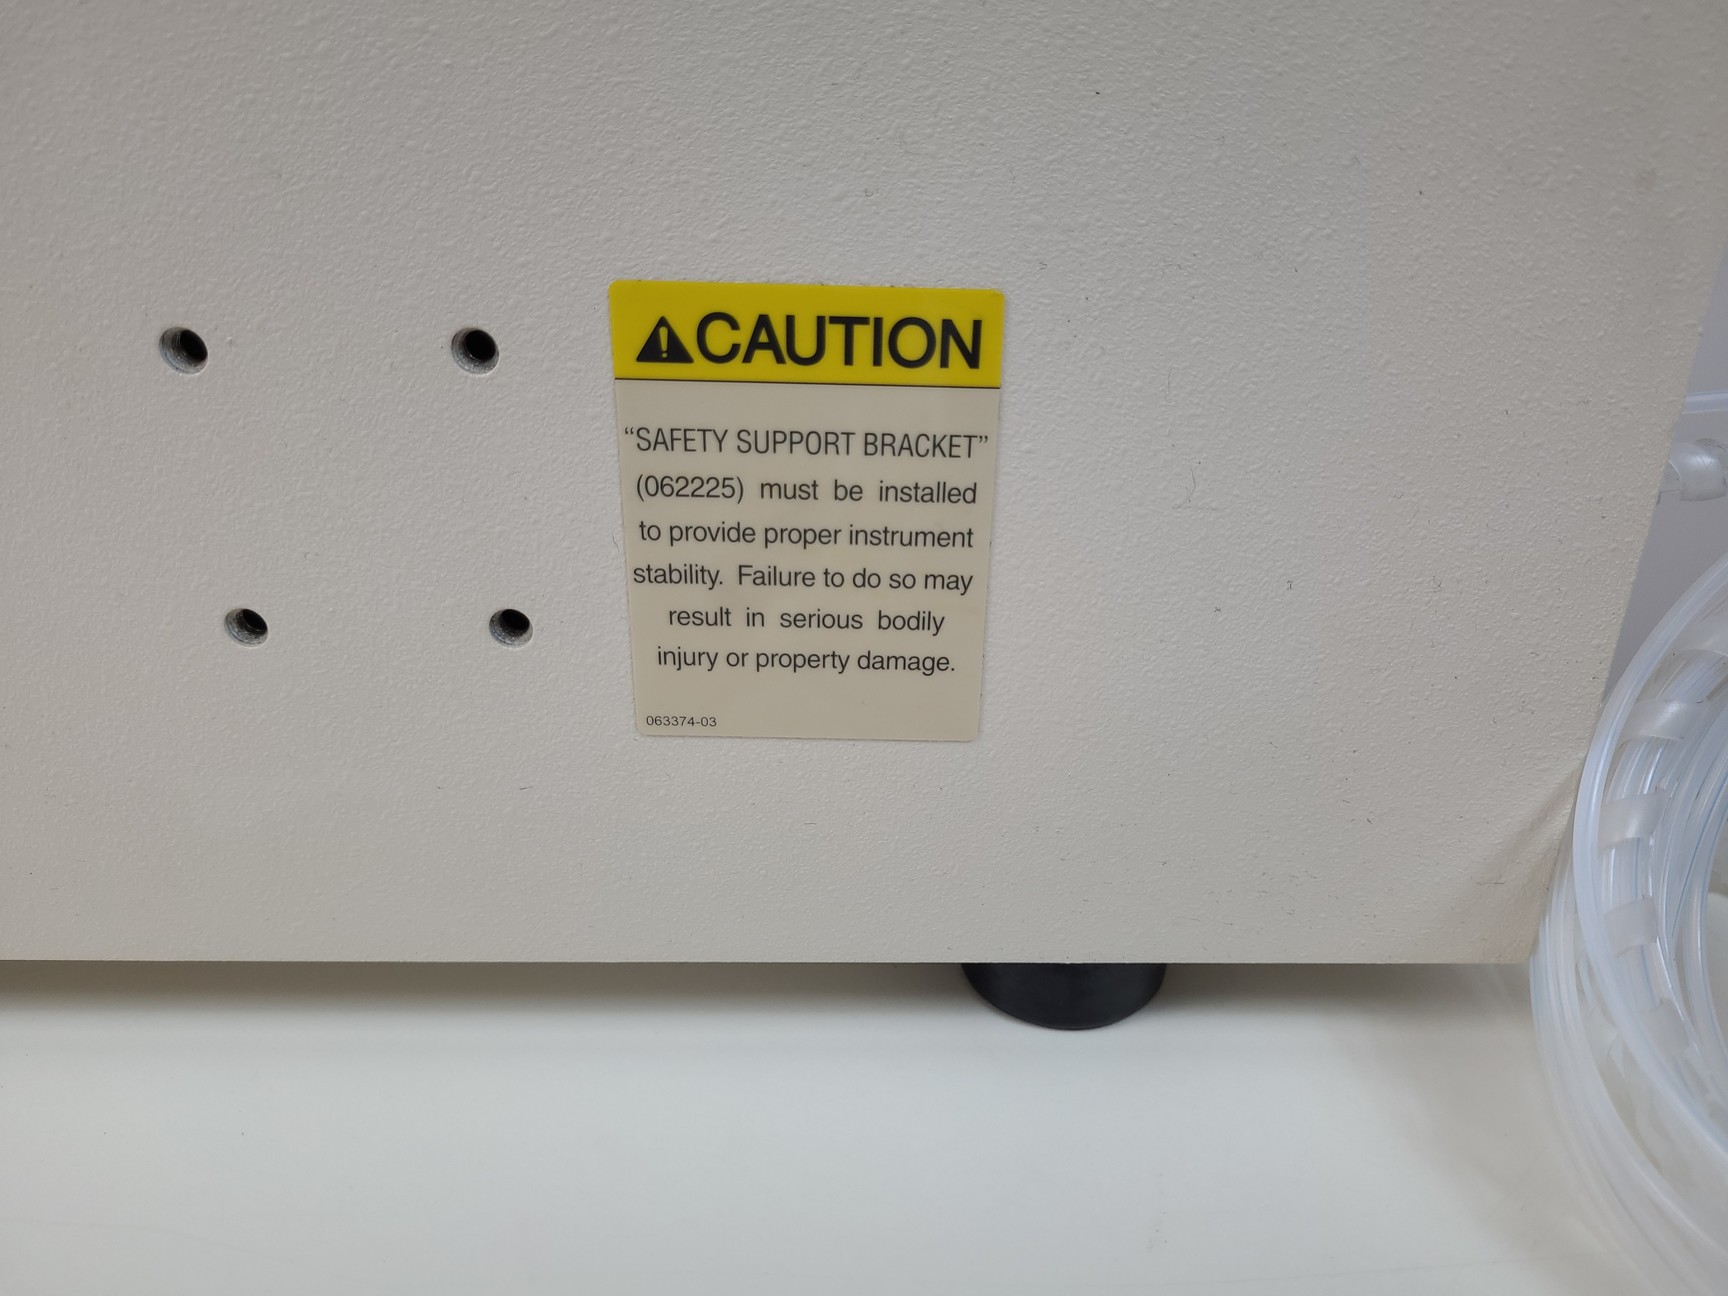 CAUTION
“SAFETY SUPPORT BRACKET”
(062225) must be installed
to provide proper instrument
stability. Failure to do so may
result in serious bodily
injury or property damage.
063374-03